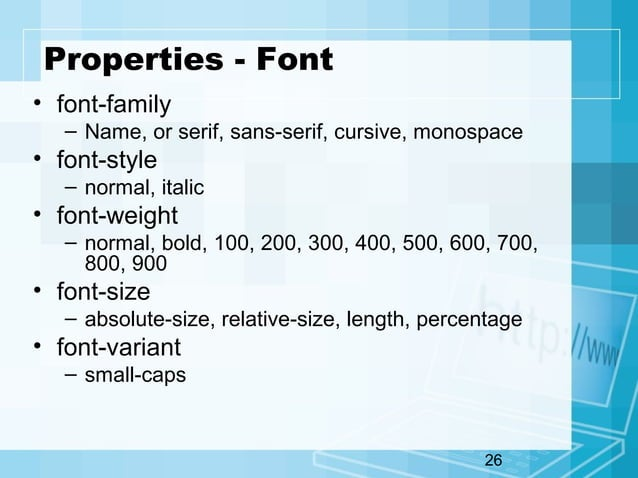 Properties - Font
• font-family
– Name, or serif, sans-serif, cursive, monospace
• font-style
– normal, italic
• font-weight
– normal, bold, 100, 200, 300, 400, 500, 600, 700,
800, 900
• font-size
– absolute-size, relative-size, length, percentage
• font-variant
– small-caps
http://www
26